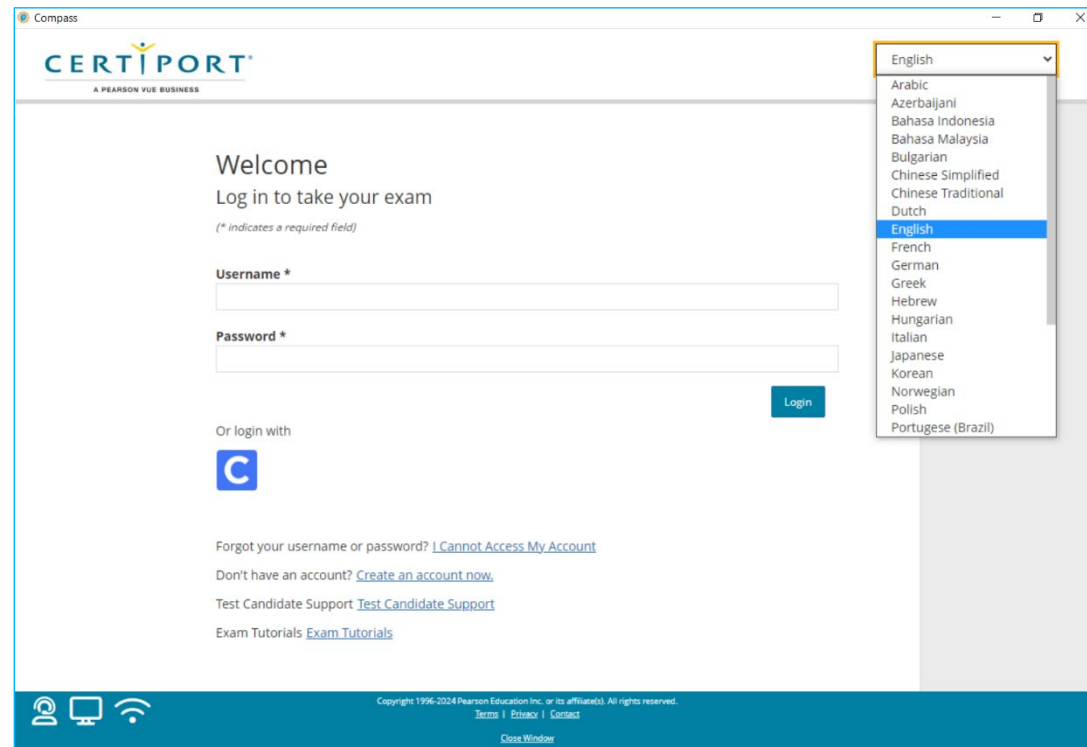 Compass
CERTIPORT®
A PEARSON VUE BUSINESS
English
Arabic
Azerbaijani
Bahasa Indonesia
Bahasa Malaysia
Bulgarian
Chinese Simplified
Chinese Traditional
Dutch
English
French
German
Greek
Hebrew
Hungarian
Italian
Japanese
Korean
Norwegian
Polish
Portugese (Brazil)
Welcome
Log in to take your exam
(* indicates a required field)
Username *
Password *
Login
Or login with
C
Forgot your username or password? I Cannot Access My Account
Don't have an account? Create an account now.
Test Candidate Support Test Candidate Support
Exam Tutorials Exam Tutorials
Copyright 1996-2024 Pearson Education Inc. or its affiliate(s). All rights reserved.
Terms | Privacy | Contact
Close Window